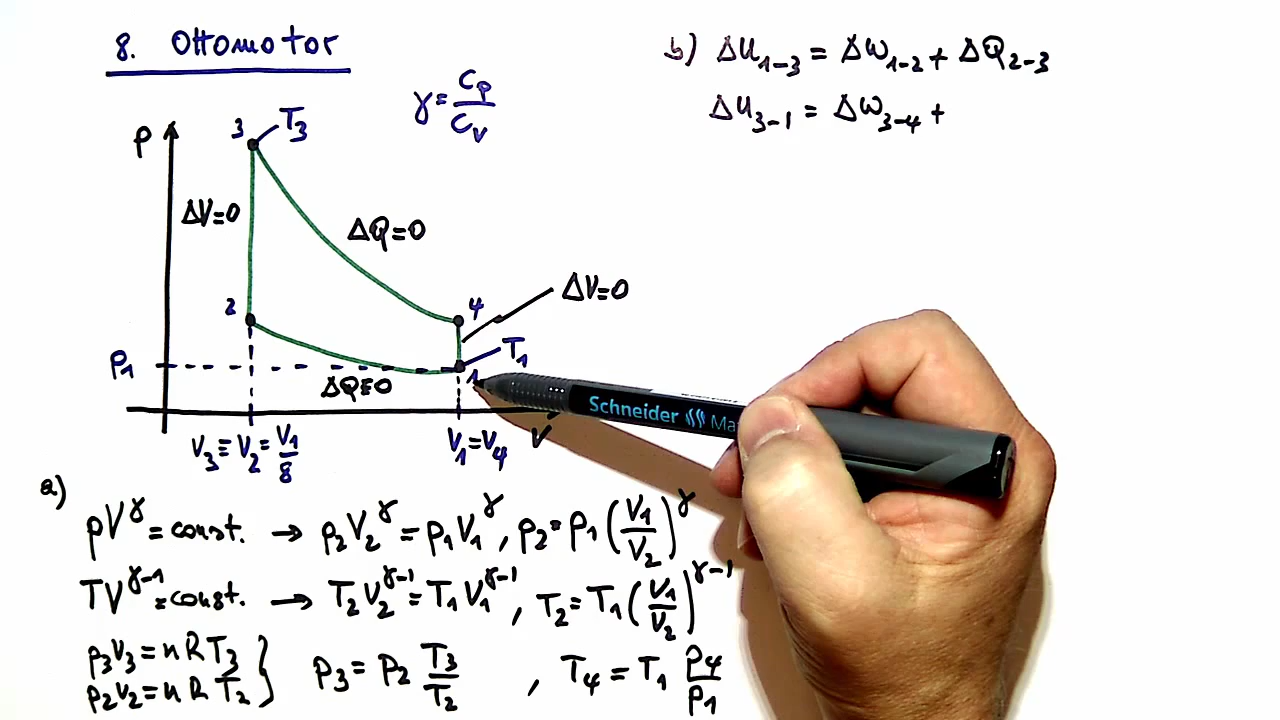 8. Ottomotor
γ = Cp/Cv
p
3
T3
ΔV=0
ΔQ=0
2
4
ΔV=0
p1
T1
1
ΔQ=0
V3 = V2 = V1/8
V1=V4
V
b) ΔU1-3 = ΔW1-2 + ΔQ2-3
ΔU3-1 = ΔW3-4 +
Schneider Ma
a)
pV^γ = const. → p2V2^γ = p1V1^γ, p2 = p1 (V1/V2)^γ
TV^γ-1 = const. → T2V2^γ-1 = T1V1^γ-1, T2 = T1 (V1/V2)^γ-1
p3V3 = nRT3
p2V2 = nRT2 } p3 = p2 T3/T2 , T4 = T1 p4/p1